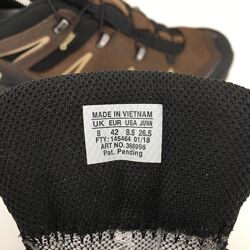 MADE IN VIETNAM
UK EUR USA JAPAN
8 42 8.5 26.5
FTY: 145464 01/18
ART NO. 366996
Pat. Pending